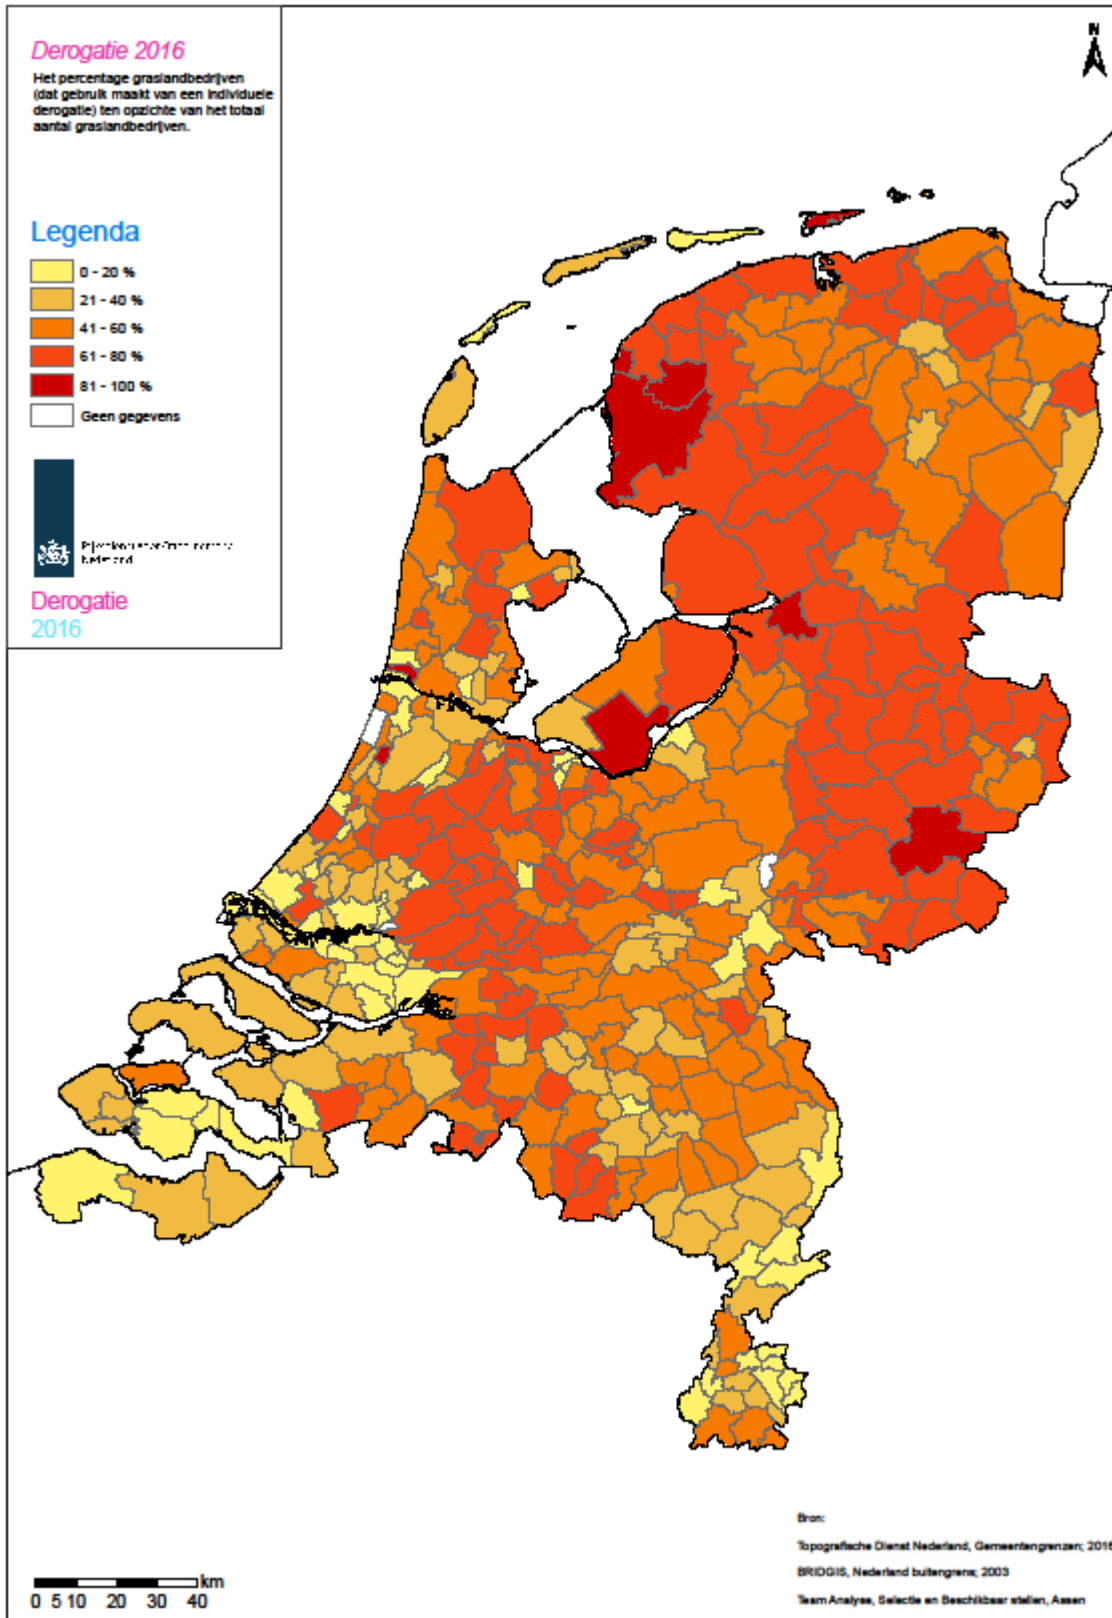 Derogatie 2016
Het percentage graslandbedrijven
(dat gebruik maakt van een individuele
derogatie) ten opzichte van het totaal
aantal graslandbedrijven.
N
Legenda
0 - 20 %
21 - 40 %
41 - 60 %
61 - 80 %
81 - 100 %
Geen gegevens
Nederland
Derogatie
2016
Bron:
Topografische Dienst Nederland, Gemeentengrenzen; 2016
BRIDGIS, Nederland buitengrens; 2003
Team Analyse, Selectie en Beschikbaar stellen, Assen
km
0 5 10 20 30 40